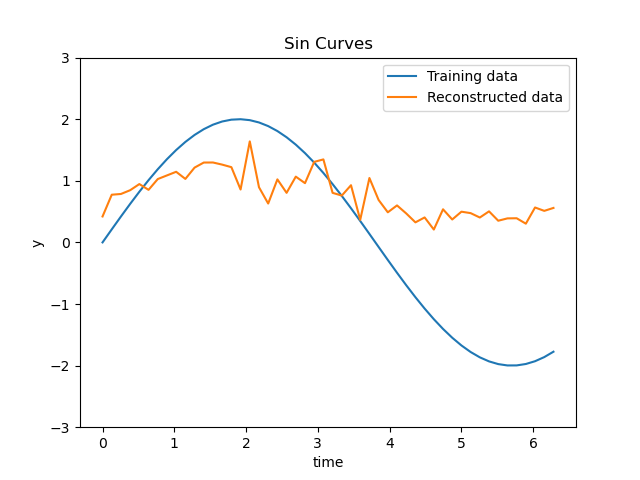 Sin Curves
Training data
Reconstructed data
3
2
1
0
−1
−2
−3
y
0 1 2 3 4 5 6
time